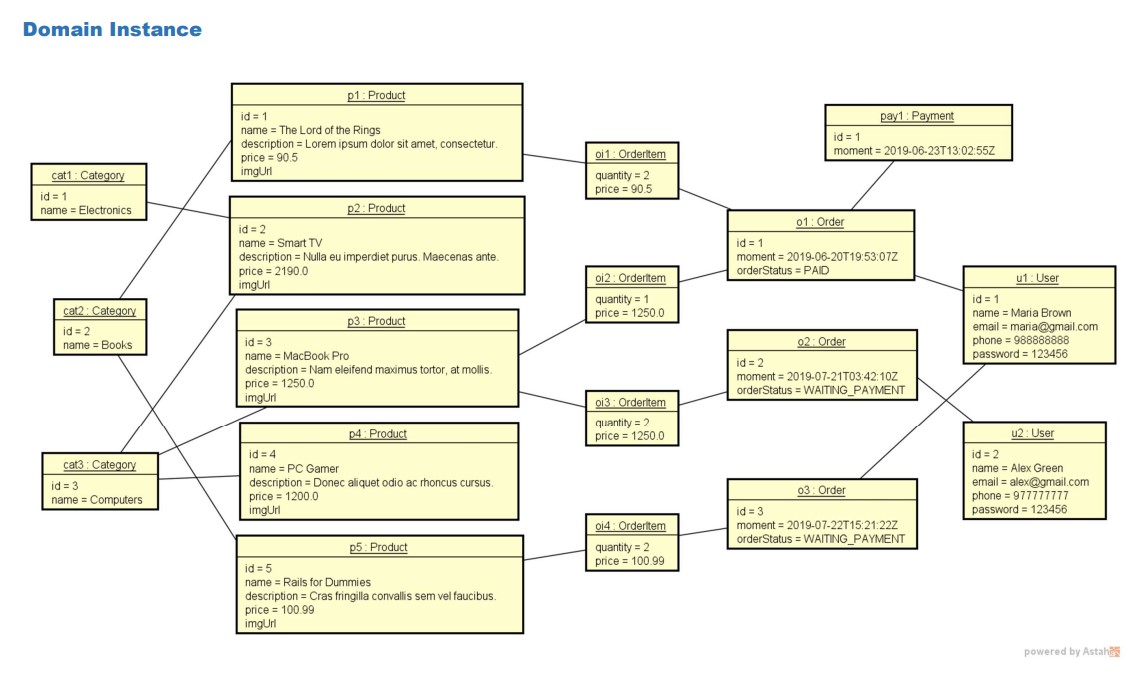 Domain Instance
p1 : Product
id = 1
name = The Lord of the Rings
description = Lorem ipsum dolor sit amet, consectetur.
price = 90.5
imgUrl
pay1 : Payment
id = 1
moment = 2019-06-23T13:02:55Z
oi1 : OrderItem
quantity = 2
price = 90.5
cat1 : Category
id = 1
name = Electronics
p2 : Product
id = 2
name = Smart TV
description = Nulla eu imperdiet purus. Maecenas ante.
price = 2190.0
imgUrl
o1 : Order
id = 1
moment = 2019-06-20T19:53:07Z
orderStatus = PAID
oi2 : OrderItem
quantity = 1
price = 1250.0
u1 : User
id = 1
name = Maria Brown
email = maria@gmail.com
phone = 988888888
password = 123456
cat2 : Category
id = 2
name = Books
p3 : Product
id = 3
name = MacBook Pro
description = Nam eleifend maximus tortor, at mollis.
price = 1250.0
imgUrl
o2 : Order
id = 2
moment = 2019-07-21T03:42:10Z
orderStatus = WAITING_PAYMENT
oi3 : OrderItem
quantity = 2
price = 1250.0
p4 : Product
id = 4
name = PC Gamer
description = Donec aliquet odio ac rhoncus cursus.
price = 1200.0
imgUrl
u2 : User
id = 2
name = Alex Green
email = alex@gmail.com
phone = 977777777
password = 123456
cat3 : Category
id = 3
name = Computers
o3 : Order
id = 3
moment = 2019-07-22T15:21:22Z
orderStatus = WAITING_PAYMENT
oi4 : OrderItem
quantity = 2
price = 100.99
p5 : Product
id = 5
name = Rails for Dummies
description = Cras fringilla convallis sem vel faucibus.
price = 100.99
imgUrl
powered by Astah